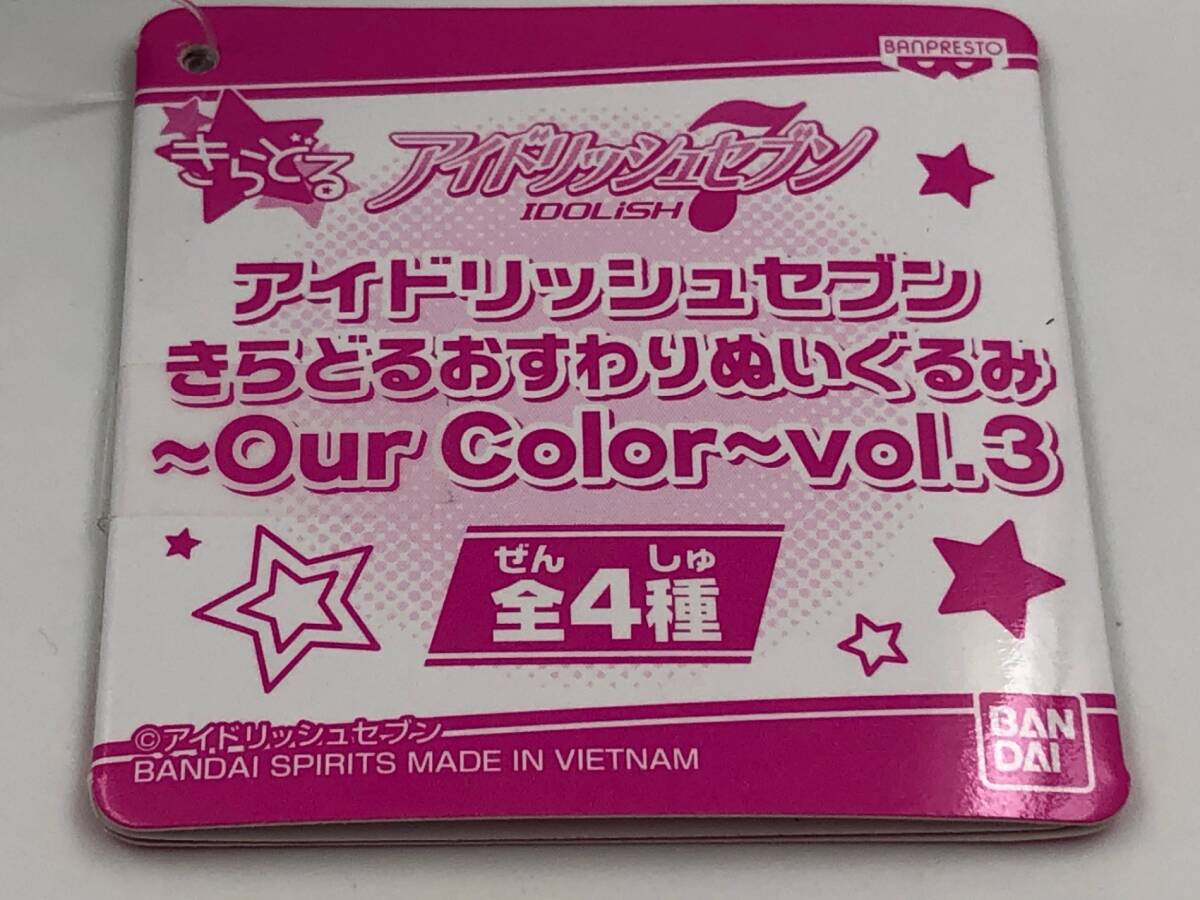 BANPRESTO
きらどる
アイドリッシュセブン
IDOLiSH7
アイドリッシュセブン
きらどるおすわりぬいぐるみ
~Our Color~vol.3
ぜん しゅ
全4種
©アイドリッシュセブン
BANDAI SPIRITS MADE IN VIETNAM
BAN
DAI